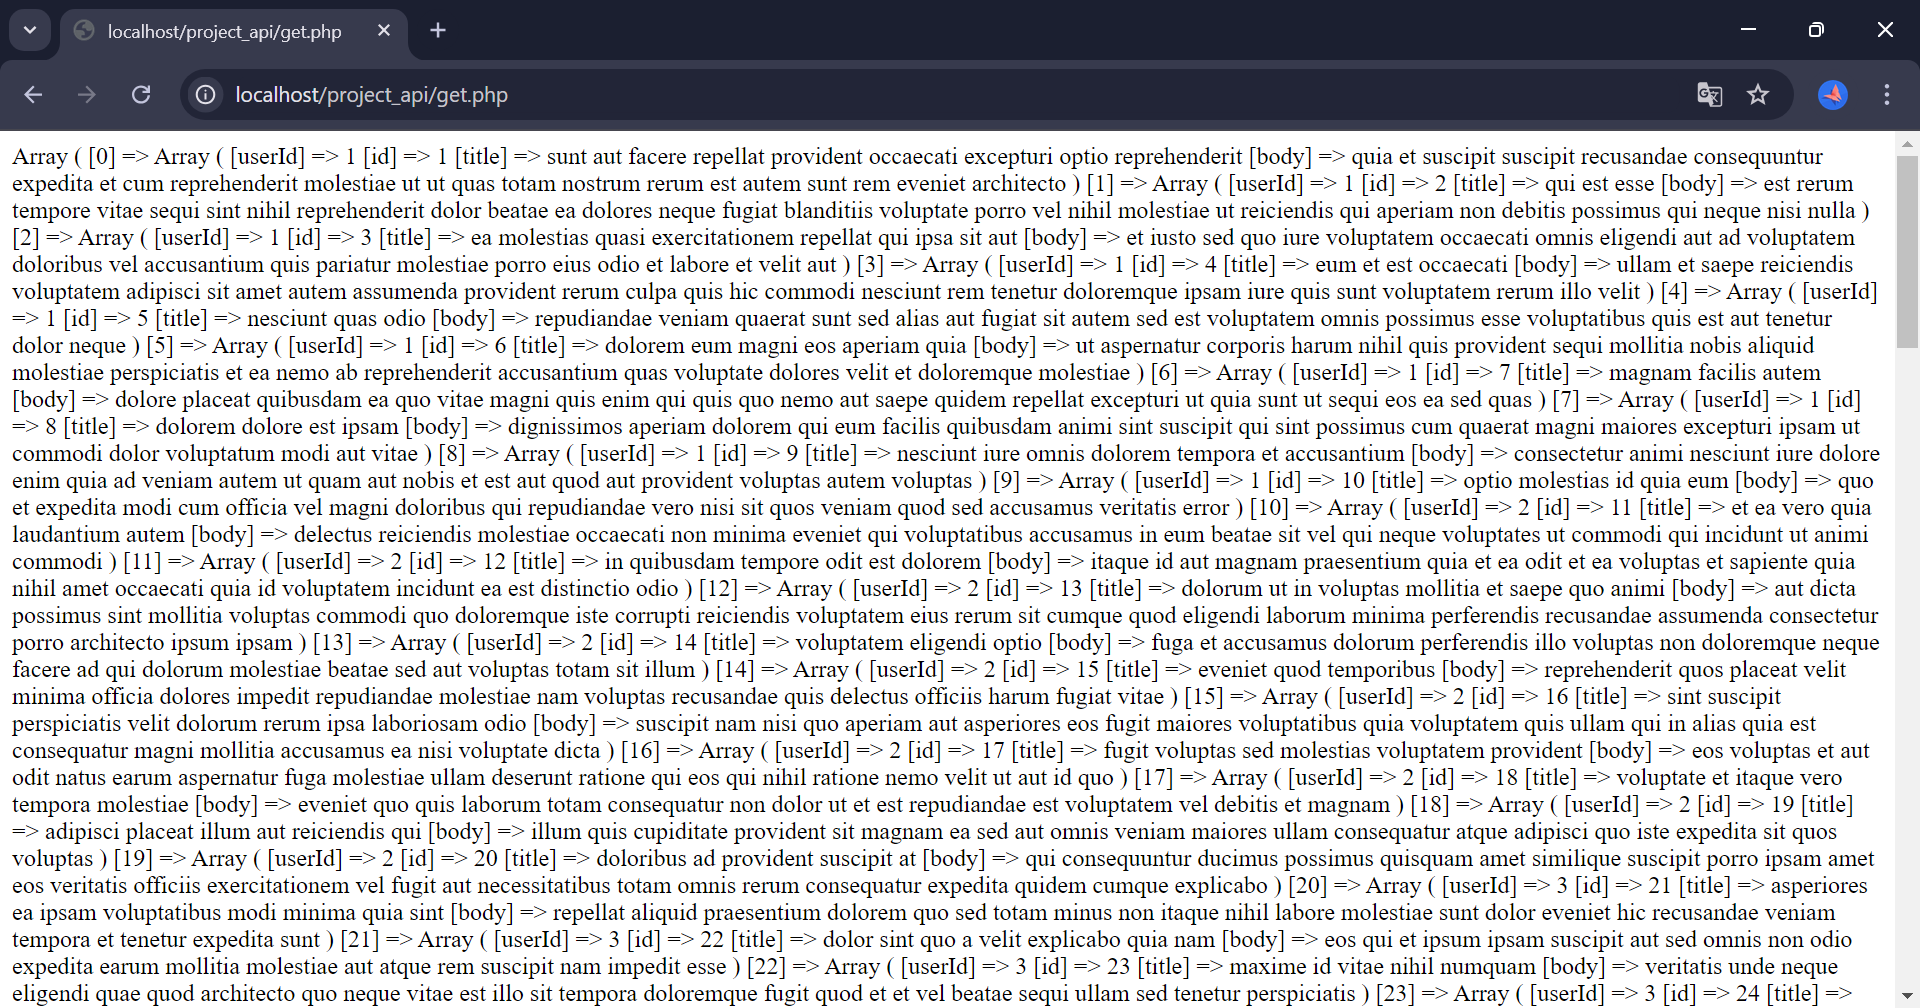 localhost/project_api/get.php
localhost/project_api/get.php
Array ( [0] => Array ( [userId] => 1 [id] => 1 [title] => sunt aut facere repellat provident occaecati excepturi optio reprehenderit [body] => quia et suscipit suscipit recusandae consequuntur
expedita et cum reprehenderit molestiae ut ut quas totam nostrum rerum est autem sunt rem eveniet architecto ) [1] => Array ( [userId] => 1 [id] => 2 [title] => qui est esse [body] => est rerum
tempore vitae sequi sint nihil reprehenderit dolor beatae ea dolores neque fugiat blanditiis voluptate porro vel nihil molestiae ut reiciendis qui aperiam non debitis possimus qui neque nisi nulla )
[2] => Array ( [userId] => 1 [id] => 3 [title] => ea molestias quasi exercitationem repellat qui ipsa sit aut [body] => et iusto sed quo iure voluptatem occaecati omnis eligendi aut ad voluptatem
doloribus vel accusantium quis pariatur molestiae porro eius odio et labore et velit aut ) [3] => Array ( [userId] => 1 [id] => 4 [title] => eum et est occaecati [body] => ullam et saepe reiciendis
voluptatem adipisci sit amet autem assumenda provident rerum culpa quis hic commodi nesciunt rem tenetur doloremque ipsam iure quis sunt voluptatem rerum illo velit ) [4] => Array ( [userId]
=> 1 [id] => 5 [title] => nesciunt quas odio [body] => repudiandae veniam quaerat sunt sed alias aut fugiat sit autem sed est voluptatem omnis possimus esse voluptatibus quis est aut tenetur
dolor neque ) [5] => Array ( [userId] => 1 [id] => 6 [title] => dolorem eum magni eos aperiam quia [body] => ut aspernatur corporis harum nihil quis provident sequi mollitia nobis aliquid
molestiae perspiciatis et ea nemo ab reprehenderit accusantium quas voluptate dolores velit et doloremque molestiae ) [6] => Array ( [userId] => 1 [id] => 7 [title] => magnam facilis autem
[body] => dolore placeat quibusdam ea quo vitae magni quis enim qui quis quo nemo aut saepe quidem repellat excepturi ut quia sunt ut sequi eos ea sed quas ) [7] => Array ( [userId] => 1 [id]
=> 8 [title] => dolorem dolore est ipsam [body] => dignissimos aperiam dolorem qui eum facilis quibusdam animi sint suscipit qui sint possimus cum quaerat magni maiores excepturi ipsam ut
commodi dolor voluptatum modi aut vitae ) [8] => Array ( [userId] => 1 [id] => 9 [title] => nesciunt iure omnis dolorem tempora et accusantium [body] => consectetur animi nesciunt iure dolore
enim quia ad veniam autem ut quam aut nobis et est aut quod aut provident voluptas autem voluptas ) [9] => Array ( [userId] => 1 [id] => 10 [title] => optio molestias id quia eum [body] => quo
et expedita modi cum officia vel magni doloribus qui repudiandae vero nisi sit quos veniam quod sed accusamus veritatis error ) [10] => Array ( [userId] => 2 [id] => 11 [title] => et ea vero quia
laudantium autem [body] => delectus reiciendis molestiae occaecati non minima eveniet qui voluptatibus accusamus in eum beatae sit vel qui neque voluptates ut commodi qui incidunt ut animi
commodi ) [11] => Array ( [userId] => 2 [id] => 12 [title] => in quibusdam tempore odit est dolorem [body] => itaque id aut magnam praesentium quia et ea odit et ea voluptas et sapiente quia
nihil amet occaecati quia id voluptatem incidunt ea est distinctio odio ) [12] => Array ( [userId] => 2 [id] => 13 [title] => dolorum ut in voluptas mollitia et saepe quo animi [body] => aut dicta
possimus sint mollitia voluptas commodi quo doloremque iste corrupti reiciendis voluptatem eius rerum sit cumque quod eligendi laborum minima perferendis recusandae assumenda consectetur
porro architecto ipsum ipsam ) [13] => Array ( [userId] => 2 [id] => 14 [title] => voluptatem eligendi optio [body] => fuga et accusamus dolorum perferendis illo voluptas non doloremque neque
facere ad qui dolorum molestiae beatae sed aut voluptas totam sit illum ) [14] => Array ( [userId] => 2 [id] => 15 [title] => eveniet quod temporibus [body] => reprehenderit quos placeat velit
minima officia dolores impedit repudiandae molestiae nam voluptas recusandae quis delectus officiis harum fugiat vitae ) [15] => Array ( [userId] => 2 [id] => 16 [title] => sint suscipit
perspiciatis velit dolorum rerum ipsa laboriosam odio [body] => suscipit nam nisi quo aperiam aut asperiores eos fugit maiores voluptatibus quia voluptatem quis ullam qui in alias quia est
consequatur magni mollitia accusamus ea nisi voluptate dicta ) [16] => Array ( [userId] => 2 [id] => 17 [title] => fugit voluptas sed molestias voluptatem provident [body] => eos voluptas et aut
odit natus earum aspernatur fuga molestiae ullam deserunt ratione qui eos qui nihil ratione nemo velit ut aut id quo ) [17] => Array ( [userId] => 2 [id] => 18 [title] => voluptate et itaque vero
tempora molestiae [body] => eveniet quo quis laborum totam consequatur non dolor ut et est repudiandae est voluptatem vel debitis et magnam ) [18] => Array ( [userId] => 2 [id] => 19 [title]
=> adipisci placeat illum aut reiciendis qui [body] => illum quis cupiditate provident sit magnam ea sed aut omnis veniam maiores ullam consequatur atque adipisci quo iste expedita sit quos
voluptas ) [19] => Array ( [userId] => 2 [id] => 20 [title] => doloribus ad provident suscipit at [body] => qui consequuntur ducimus possimus quisquam amet similique suscipit porro ipsam amet
eos veritatis officiis exercitationem vel fugit aut necessitatibus totam omnis rerum consequatur expedita quidem cumque explicabo ) [20] => Array ( [userId] => 3 [id] => 21 [title] => asperiores
ea ipsam voluptatibus modi minima quia sint [body] => repellat aliquid praesentium dolorem quo sed totam minus non itaque nihil labore molestiae sunt dolor eveniet hic recusandae veniam
tempora et tenetur expedita sunt ) [21] => Array ( [userId] => 3 [id] => 22 [title] => dolor sint quo a velit explicabo quia nam [body] => eos qui et ipsum ipsam suscipit aut sed omnis non odio
expedita earum mollitia molestiae aut atque rem suscipit nam impedit esse ) [22] => Array ( [userId] => 3 [id] => 23 [title] => maxime id vitae nihil numquam [body] => veritatis unde neque
eligendi quae quod architecto quo neque vitae est illo sit tempora doloremque fugit quod et et vel beatae sequi ullam sed tenetur perspiciatis ) [23] => Array ( [userId] => 3 [id] => 24 [title] =>